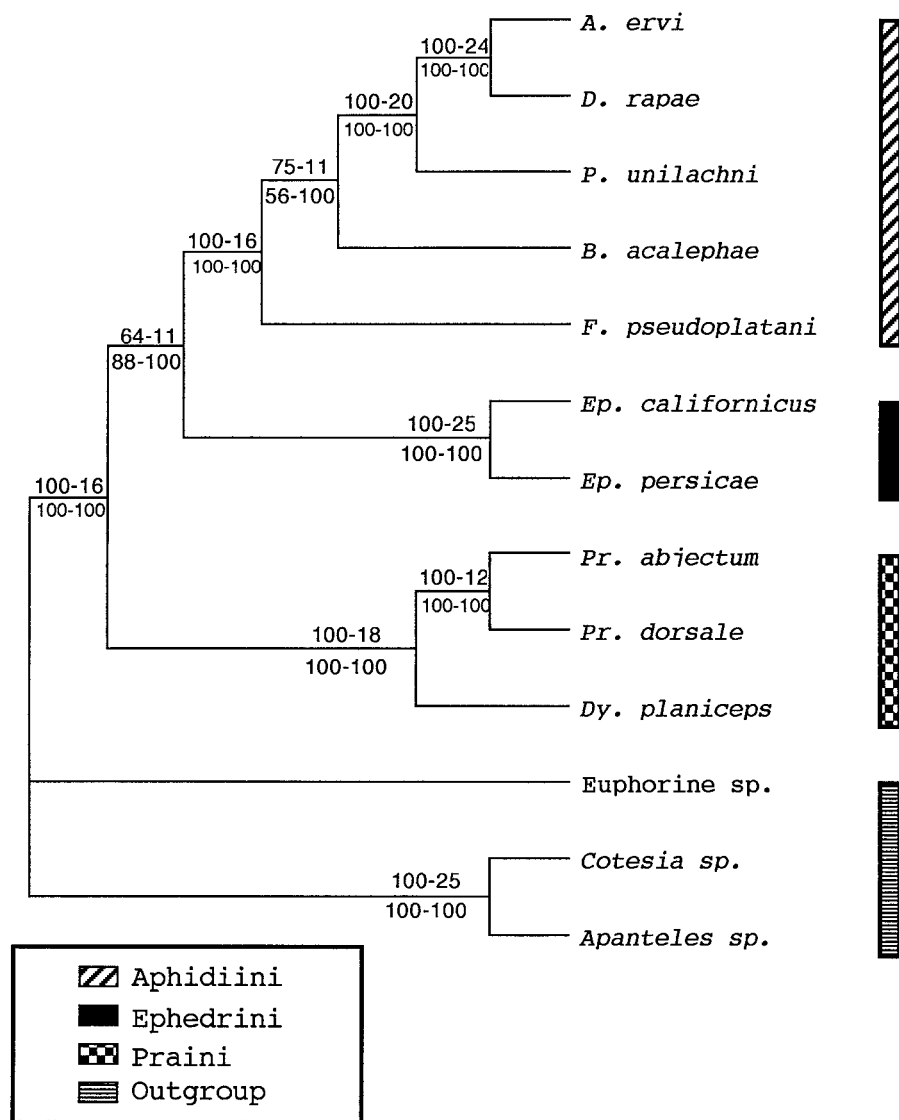 A. ervi
100-24
100-100
D. rapae
100-20
100-100
P. unilachni
75-11
56-100
B. acalephae
100-16
100-100
F. pseudoplatani
64-11
88-100
Ep. californicus
100-25
100-100
Ep. persicae
100-16
100-100
Pr. abjectum
100-12
100-100
Pr. dorsale
100-18
100-100
Dy. planiceps
Euphorine sp.
Cotesia sp.
100-25
100-100
Apanteles sp.
Aphidiini
Ephedrini
Praini
Outgroup